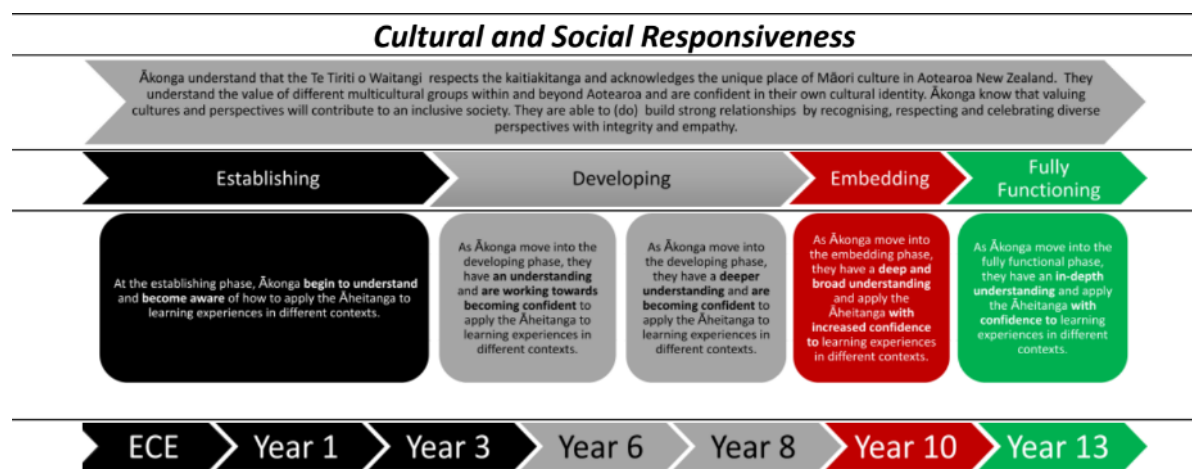 Cultural and Social Responsiveness
Ākonga understand that the Te Tiriti o Waitangi respects the kaitiakitanga and acknowledges the unique place of Māori culture in Aotearoa New Zealand. They
understand the value of different multicultural groups within and beyond Aotearoa and are confident in their own cultural identity. Ākonga know that valuing
cultures and perspectives will contribute to an inclusive society. They are able to (do) build strong relationships by recognising, respecting and celebrating diverse
perspectives with integrity and empathy.
Establishing
Developing
Embedding
Fully
Functioning
At the establishing phase, Ākonga begin to understand
and become aware of how to apply the Āheitanga to
learning experiences in different contexts.
As Ākonga move into the
developing phase, they
have an understanding
and are working towards
becoming confident to
apply the Āheitanga to
learning experiences in
different contexts.
As Ākonga move into
the developing phase,
they have a deeper
understanding and are
becoming confident to
apply the Āheitanga to
learning experiences in
different contexts.
As Ākonga move into
the embedding phase,
they have a deep and
broad understanding
and apply the
Āheitanga with
increased confidence
to learning experiences
in different contexts.
As Ākonga move into the
fully functional phase,
they have an in-depth
understanding and apply
the Āheitanga with
confidence to learning
experiences in different
contexts.
ECE
Year 1
Year 3
Year 6
Year 8
Year 10
Year 13